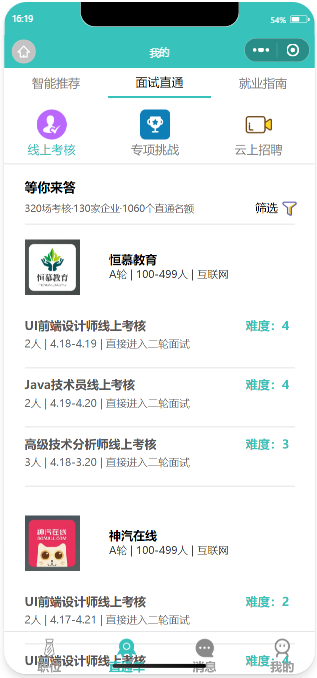 16:19
54%
我的
智能推荐 面试直通 就业指南
线上考核 专项挑战 云上招聘
等你来答
320场考核·130家企业·1060个直通名额 筛选
恒慕教育
恒慕教育
A轮 | 100-499人 | 互联网
UI前端设计师线上考核 难度：4
2人 | 4.18-4.19 | 直接进入二轮面试
Java技术员线上考核 难度：4
2人 | 4.19-4.20 | 直接进入二轮面试
高级技术分析师线上考核 难度：3
3人 | 4.18-3.20 | 直接进入二轮面试
神汽在线
神汽在线
A轮 | 100-499人 | 互联网
UI前端设计师线上考核 难度：2
2人 | 4.17-4.21 | 直接进入二轮面试
UI前端设计师线上考核 难度：4
职位 直通车 消息 我的